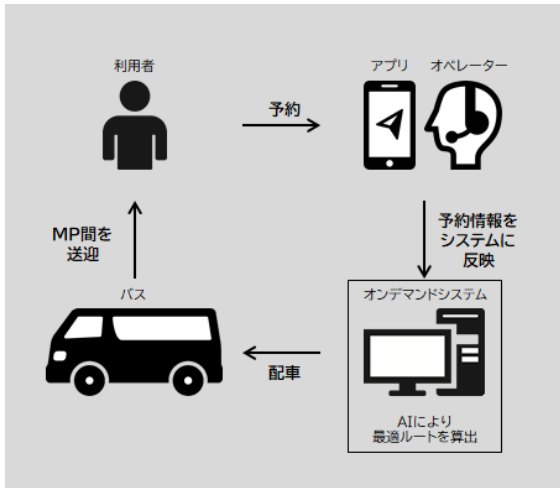 利用者
アプリ
オペレーター
予約
予約情報を
システムに
反映
MP間を
送迎
バス
オンデマンドシステム
配車
AIにより
最適ルートを算出